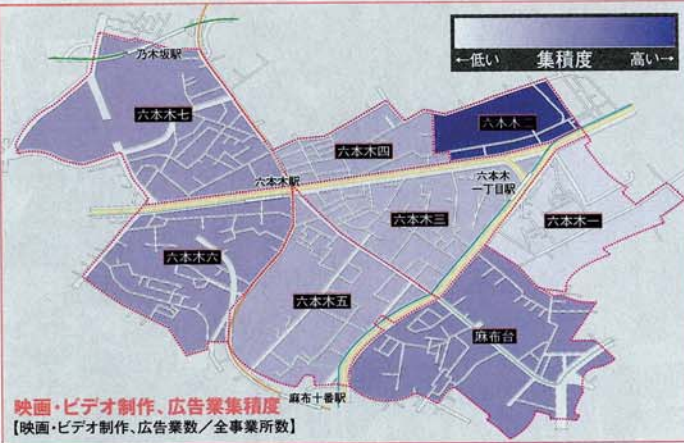 ←低い 集積度 高い→
乃木坂駅
六本木七
六本木二
六本木四
六本木
一丁目駅
六本木駅
六本木三
六本木一
六本木六
六本木五
麻布台
麻布十番駅
映画・ビデオ制作、広告業集積度
【映画・ビデオ制作、広告業数／全事業所数】